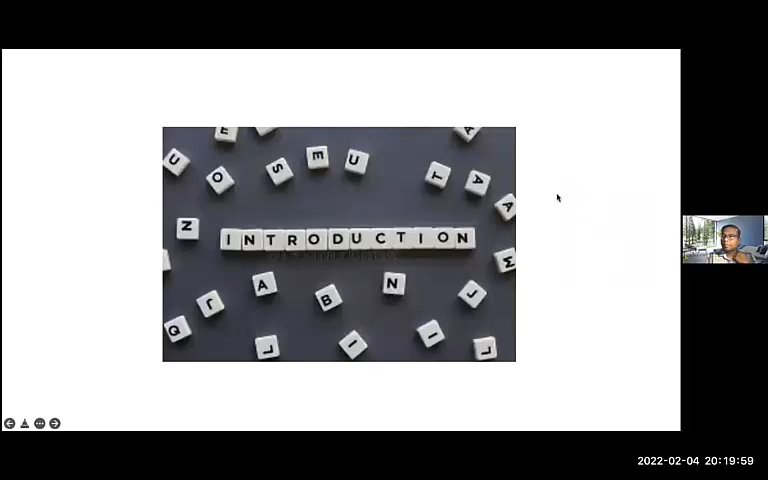 E A
U O S E U T A A
N
INTRODUCTION
M
A N
J B J
Q
L I I L
2022-02-04 20:19:59